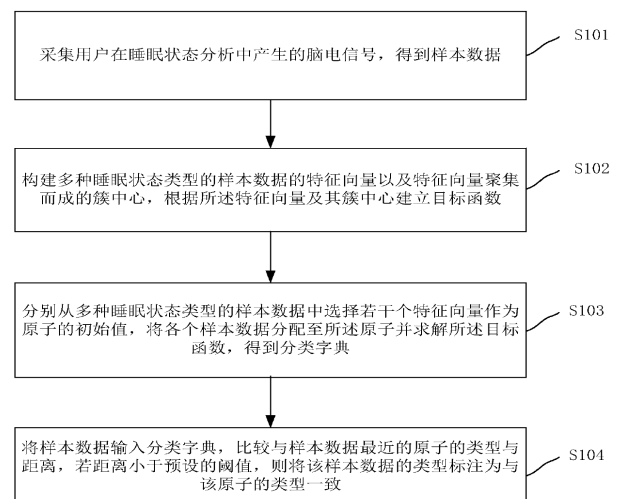 采集用户在睡眠状态分析中产生的脑电信号，得到样本数据
S101
构建多种睡眠状态类型的样本数据的特征向量以及特征向量聚集
而成的簇中心，根据所述特征向量及其簇中心建立目标函数
S102
分别从多种睡眠状态类型的样本数据中选择若干个特征向量作为
原子的初始值，将各个样本数据分配至所述原子并求解所述目标
函数，得到分类字典
S103
将样本数据输入分类字典，比较与样本数据最近的原子的类型与
距离，若距离小于预设的阈值，则将该样本数据的类型标注为与
该原子的类型一致
S104